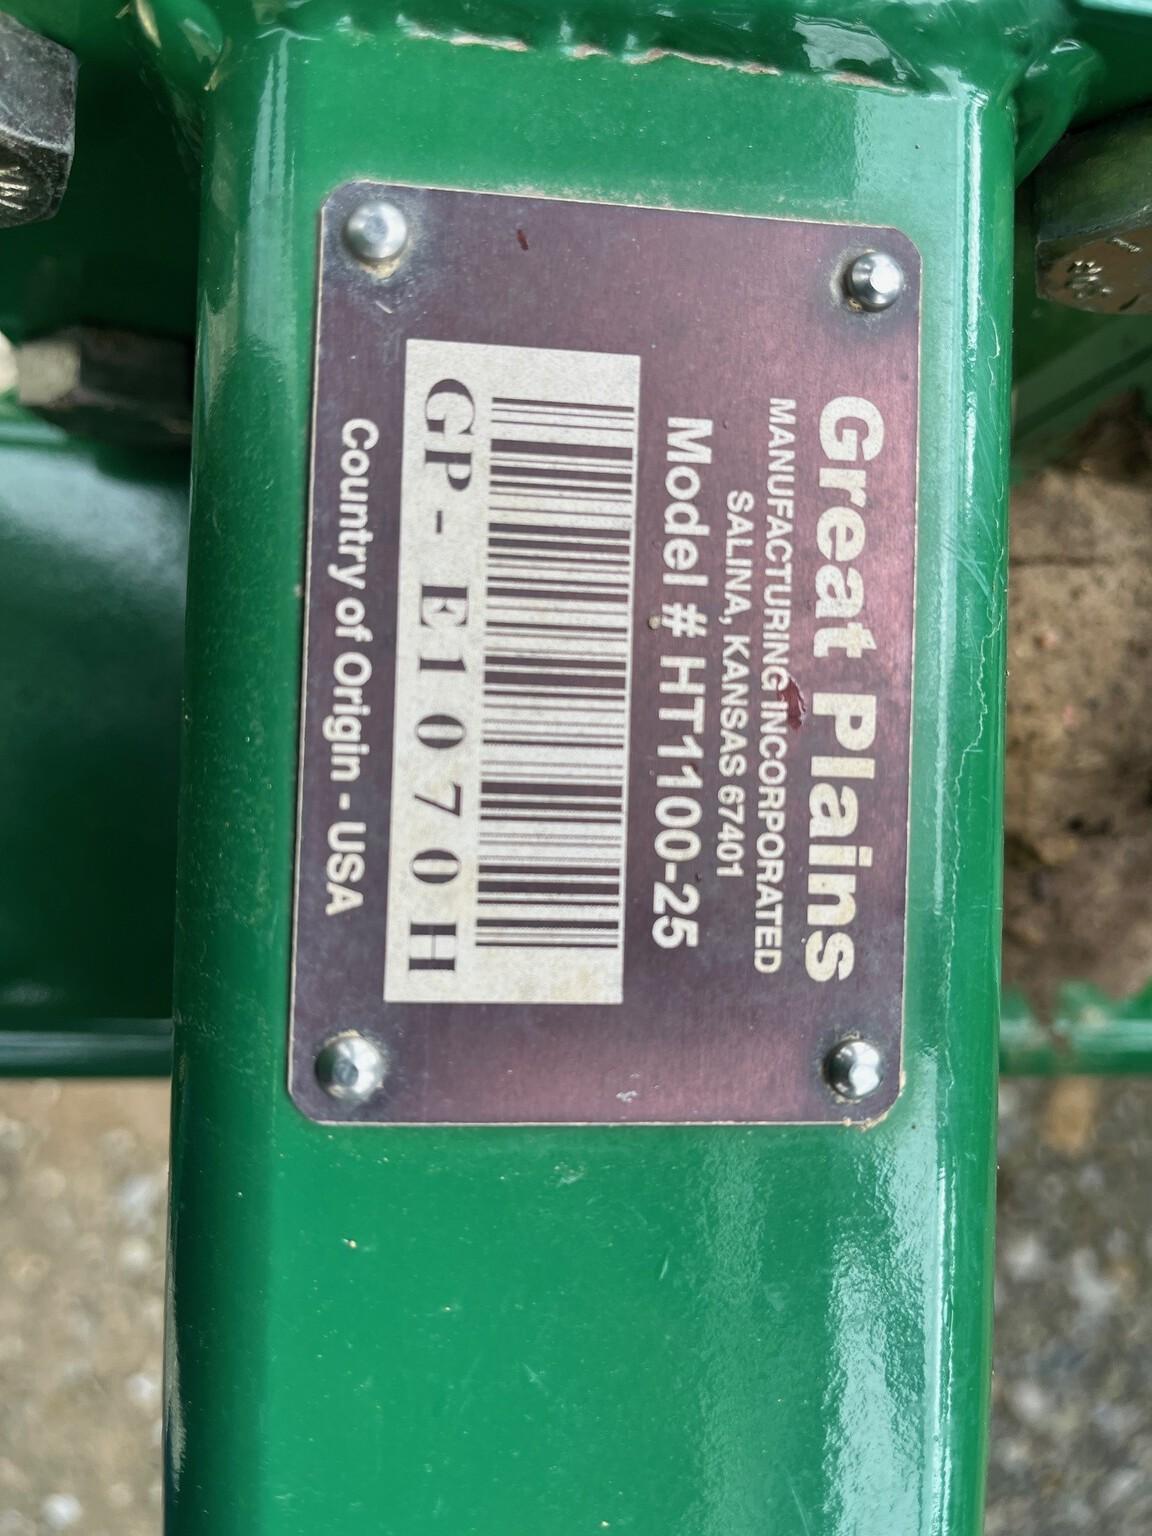 Great Plains
MANUFACTURING INCORPORATED
SALINA, KANSAS 67401
Model # HT1100-25
GP- E1070H
Country of Origin - USA